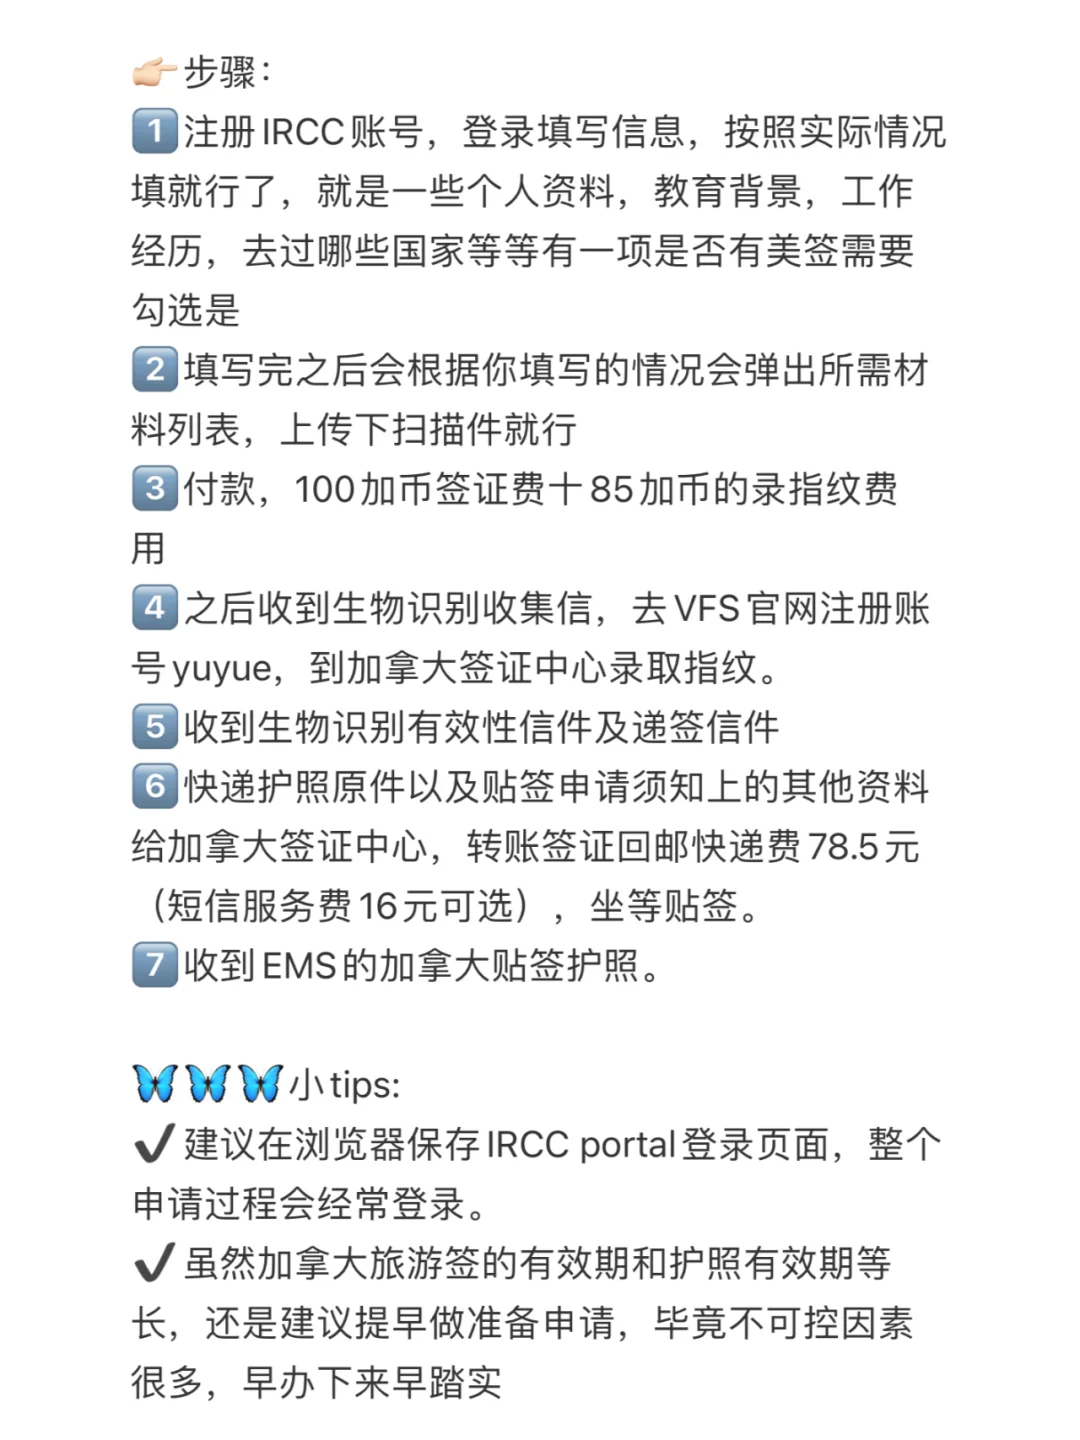 👉🏻步骤：
1️⃣注册IRCC账号，登录填写信息，按照实际情况
填就行了，就是一些个人资料，教育背景，工作
经历，去过哪些国家等等有一项是否有美签需要
勾选是
2️⃣填写完之后会根据你填写的情况会弹出所需材
料列表，上传下扫描件就行
3️⃣付款，100加币签证费十85加币的录指纹费
用
4️⃣之后收到生物识别收集信，去VFS官网注册账
号yuyue，到加拿大签证中心录取指纹。
5️⃣收到生物识别有效性信件及递签信件
6️⃣快递护照原件以及贴签申请须知上的其他资料
给加拿大签证中心，转账签证回邮快递费78.5元
（短信服务费16元可选），坐等贴签。
7️⃣收到EMS的加拿大贴签护照。
🦋🦋🦋小tips:
✔️建议在浏览器保存IRCC portal登录页面，整个
申请过程会经常登录。
✔️虽然加拿大旅游签的有效期和护照有效期等
长，还是建议提早做准备申请，毕竟不可控因素
很多，早办下来早踏实